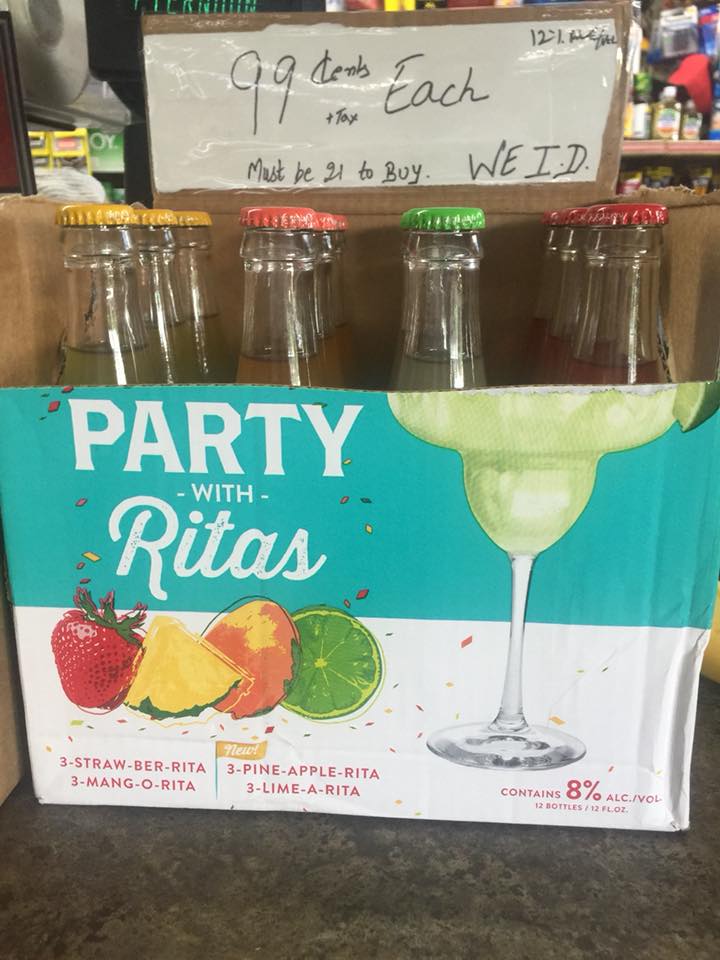 12%
99 Cents Each
+Tax
Must be 21 to Buy. WE I.D.
PARTY
- WITH -
Ritas
New!
3-STRAW-BER-RITA 3-PINE-APPLE-RITA
3-MANG-O-RITA 3-LIME-A-RITA
CONTAINS 8% ALC./VOL
12 BOTTLES / 12 FL.OZ.